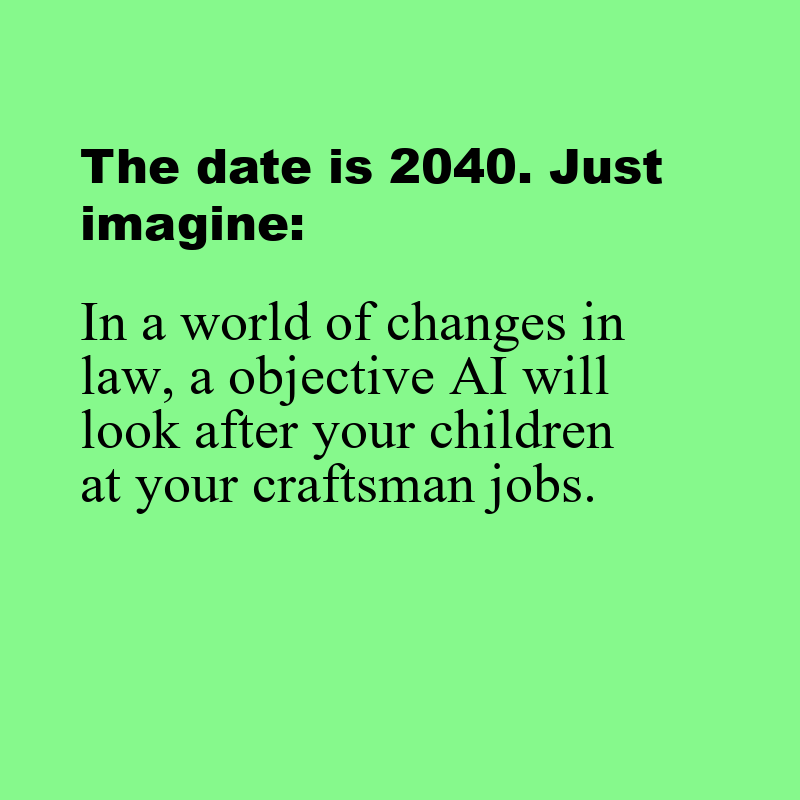 The date is 2040. Just
imagine:
In a world of changes in
law, a objective AI will
look after your children
at your craftsman jobs.